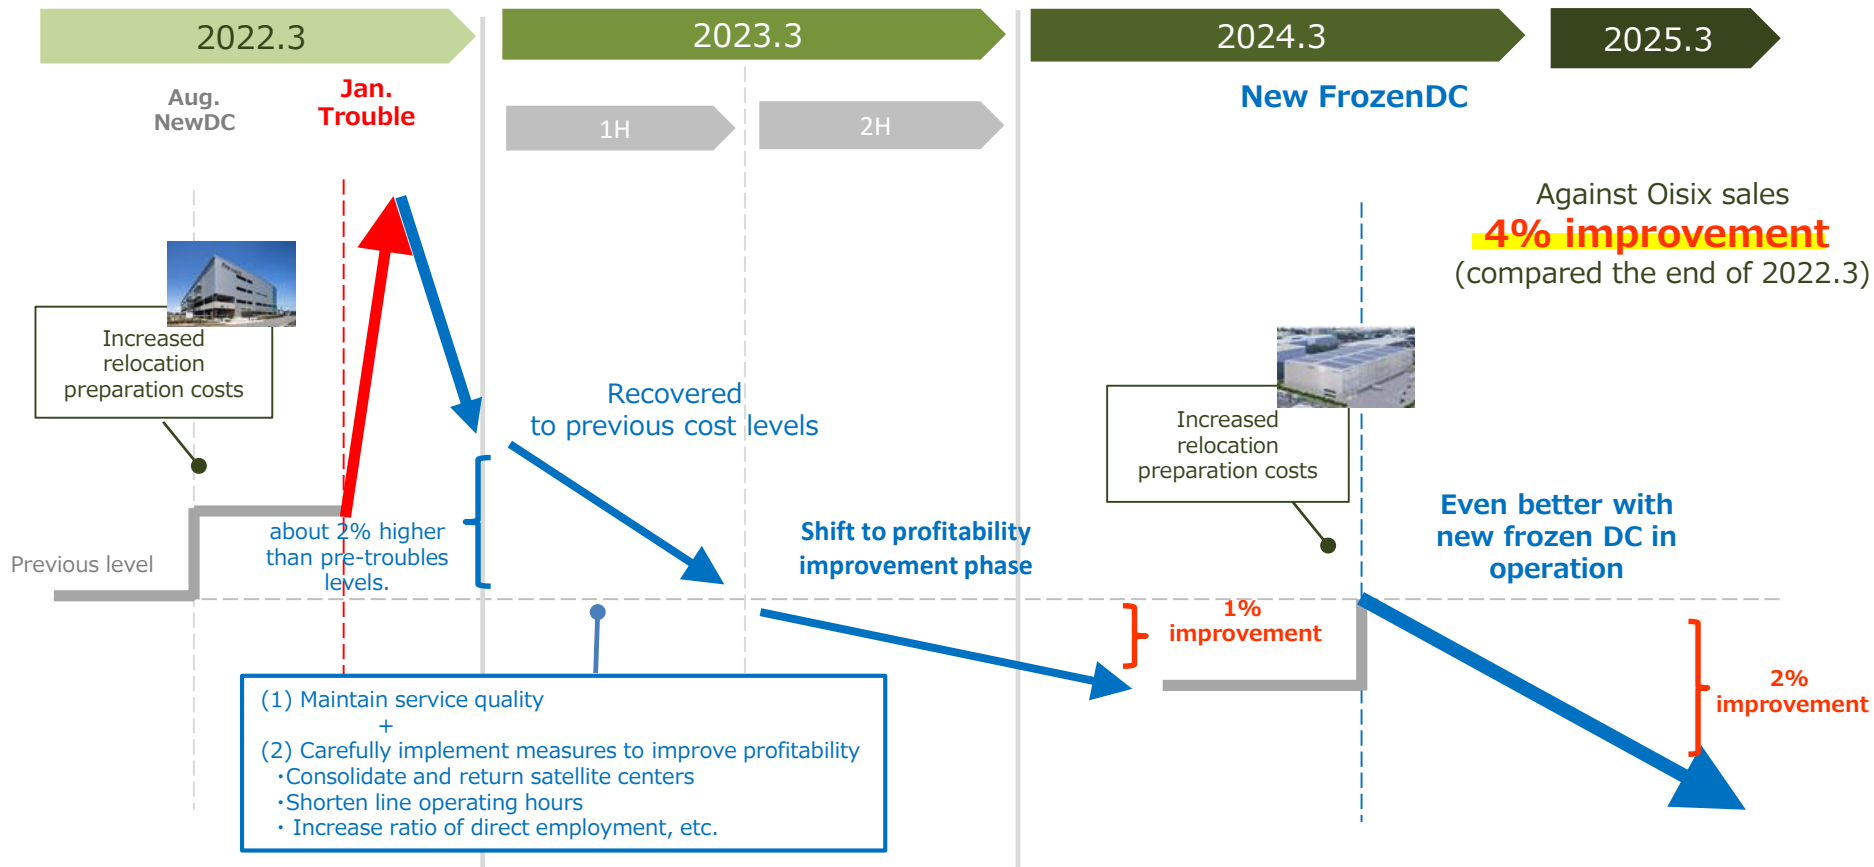 2022.3
2023.3
2024.3
2025.3
Aug.
NewDC
Jan.
Trouble
1H
2H
New FrozenDC
Against Oisix sales
4% improvement
(compared the end of 2022.3)
Increased
relocation
preparation costs
Recovered
to previous cost levels
Increased
relocation
preparation costs
about 2% higher
than pre-troubles
levels.
Previous level
Shift to profitability
improvement phase
Even better with
new frozen DC in
operation
1%
improvement
2%
improvement
(1) Maintain service quality
+
(2) Carefully implement measures to improve profitability
・Consolidate and return satellite centers
・Shorten line operating hours
・Increase ratio of direct employment, etc.